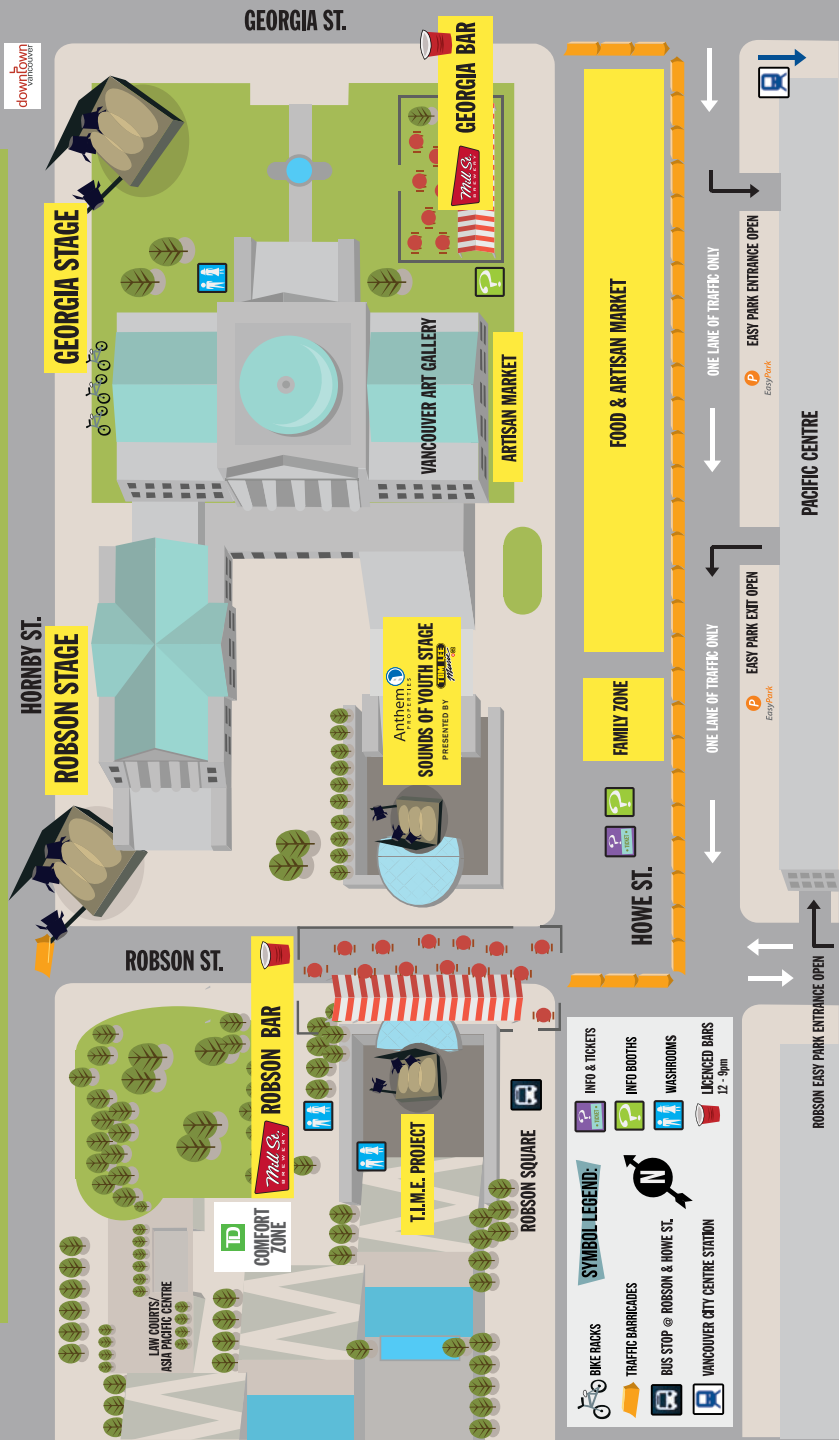 GEORGIA ST.
downtown
vancouver
GEORGIA STAGE
Mill St.
BREWERY
GEORGIA BAR
VANCOUVER ART GALLERY
ARTISAN MARKET
FOOD & ARTISAN MARKET
ONE LANE OF TRAFFIC ONLY
EASY PARK ENTRANCE OPEN
P
EasyPark
PACIFIC CENTRE
HORNBY ST.
ROBSON STAGE
Anthem
PROPERTIES
SOUNDS OF YOUTH STAGE
PRESENTED BY
TOM LEE
Music
FAMILY ZONE
?
? TICKET
HOWE ST.
ONE LANE OF TRAFFIC ONLY
EASY PARK EXIT OPEN
P
EasyPark
ROBSON ST.
Mill St.
BREWERY
ROBSON BAR
TD
COMFORT
ZONE
T.I.M.E. PROJECT
ROBSON SQUARE
LAW COURTS/
ASIA PACIFIC CENTRE
ROBSON EASY PARK ENTRANCE OPEN
SYMBOL LEGEND:
BIKE RACKS
TRAFFIC BARRICADES
BUS STOP @ ROBSON & HOWE ST.
VANCOUVER CITY CENTRE STATION
N
INFO & TICKETS
INFO BOOTHS
WASHROOMS
LICENCED BARS
12 - 9pm